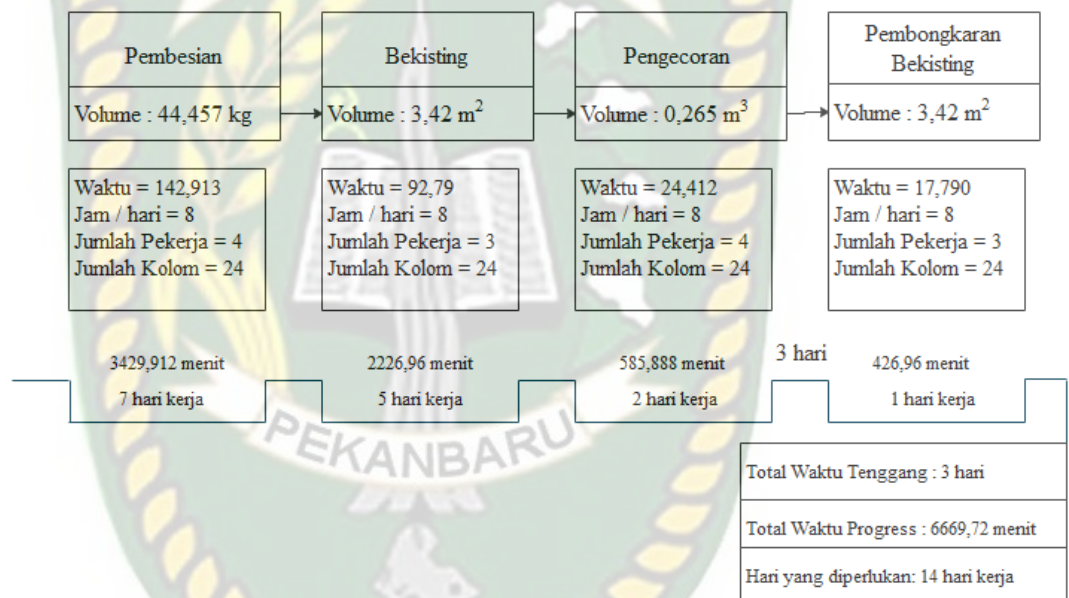 Pembesian
Volume : 44,457 kg
Bekisting
Volume : 3,42 m²
Pengecoran
Volume : 0,265 m³
Pembongkaran
Bekisting
Volume : 3,42 m²
Waktu = 142,913
Jam / hari = 8
Jumlah Pekerja = 4
Jumlah Kolom = 24
Waktu = 92,79
Jam / hari = 8
Jumlah Pekerja = 3
Jumlah Kolom = 24
Waktu = 24,412
Jam / hari = 8
Jumlah Pekerja = 4
Jumlah Kolom = 24
Waktu = 17,790
Jam / hari = 8
Jumlah Pekerja = 3
Jumlah Kolom = 24
3429,912 menit
7 hari kerja
2226,96 menit
5 hari kerja
585,888 menit
2 hari kerja
3 hari
426,96 menit
1 hari kerja
PEKANBARU
Total Waktu Tenggang : 3 hari
Total Waktu Progress : 6669,72 menit
Hari yang diperlukan: 14 hari kerja